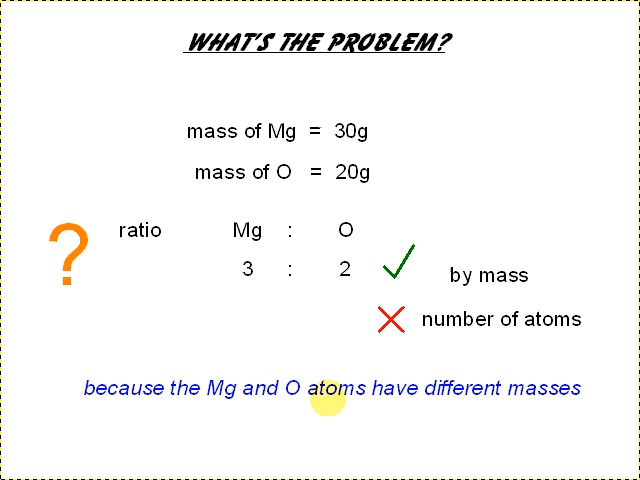 WHAT'S THE PROBLEM?
mass of Mg = 30g
mass of O = 20g
? ratio Mg : O
3 : 2
by mass
number of atoms
because the Mg and O atoms have different masses